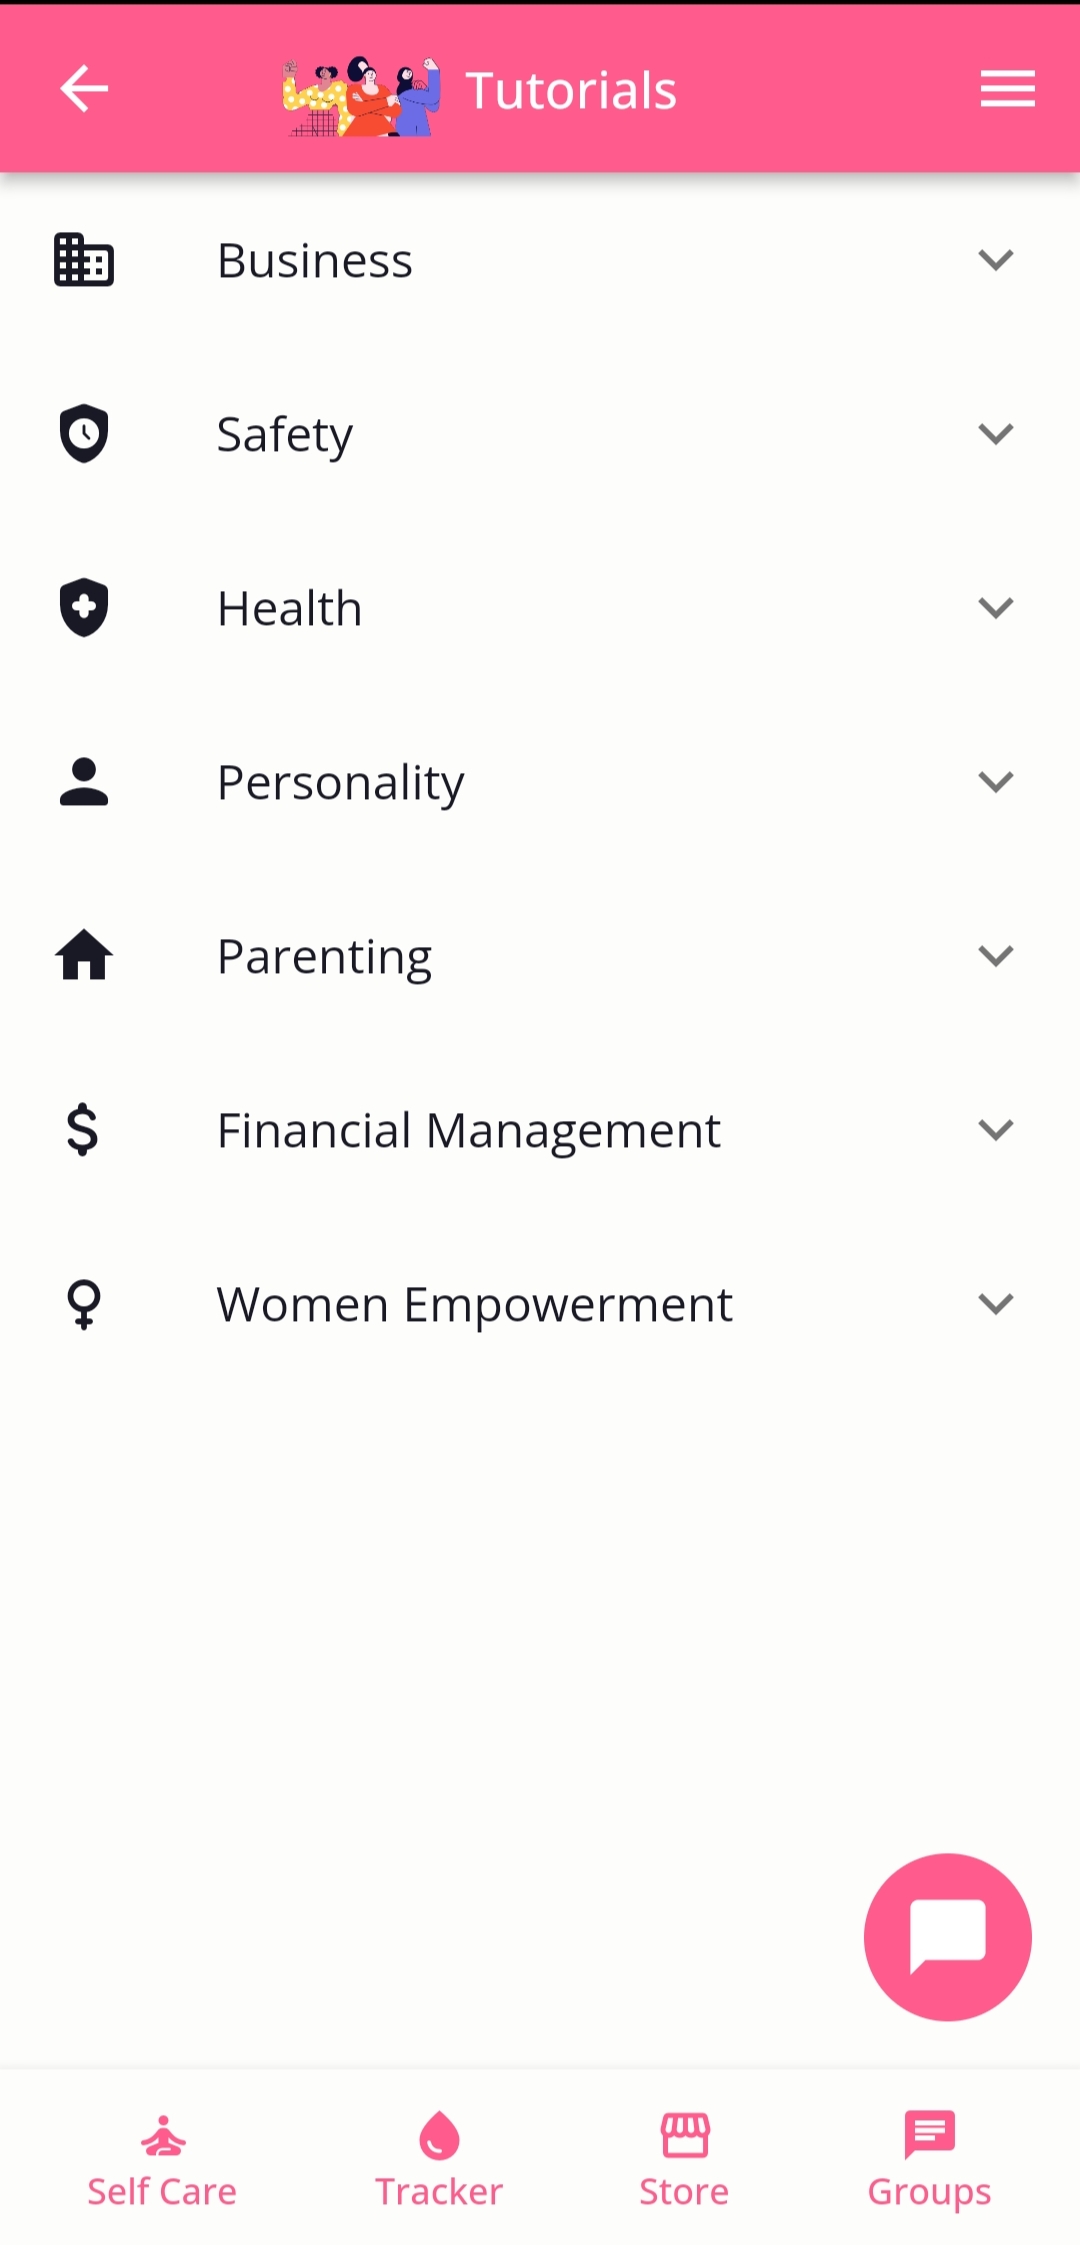 Tutorials
Business
Safety
Health
Personality
Parenting
Financial Management
Women Empowerment
Self Care
Tracker
Store
Groups